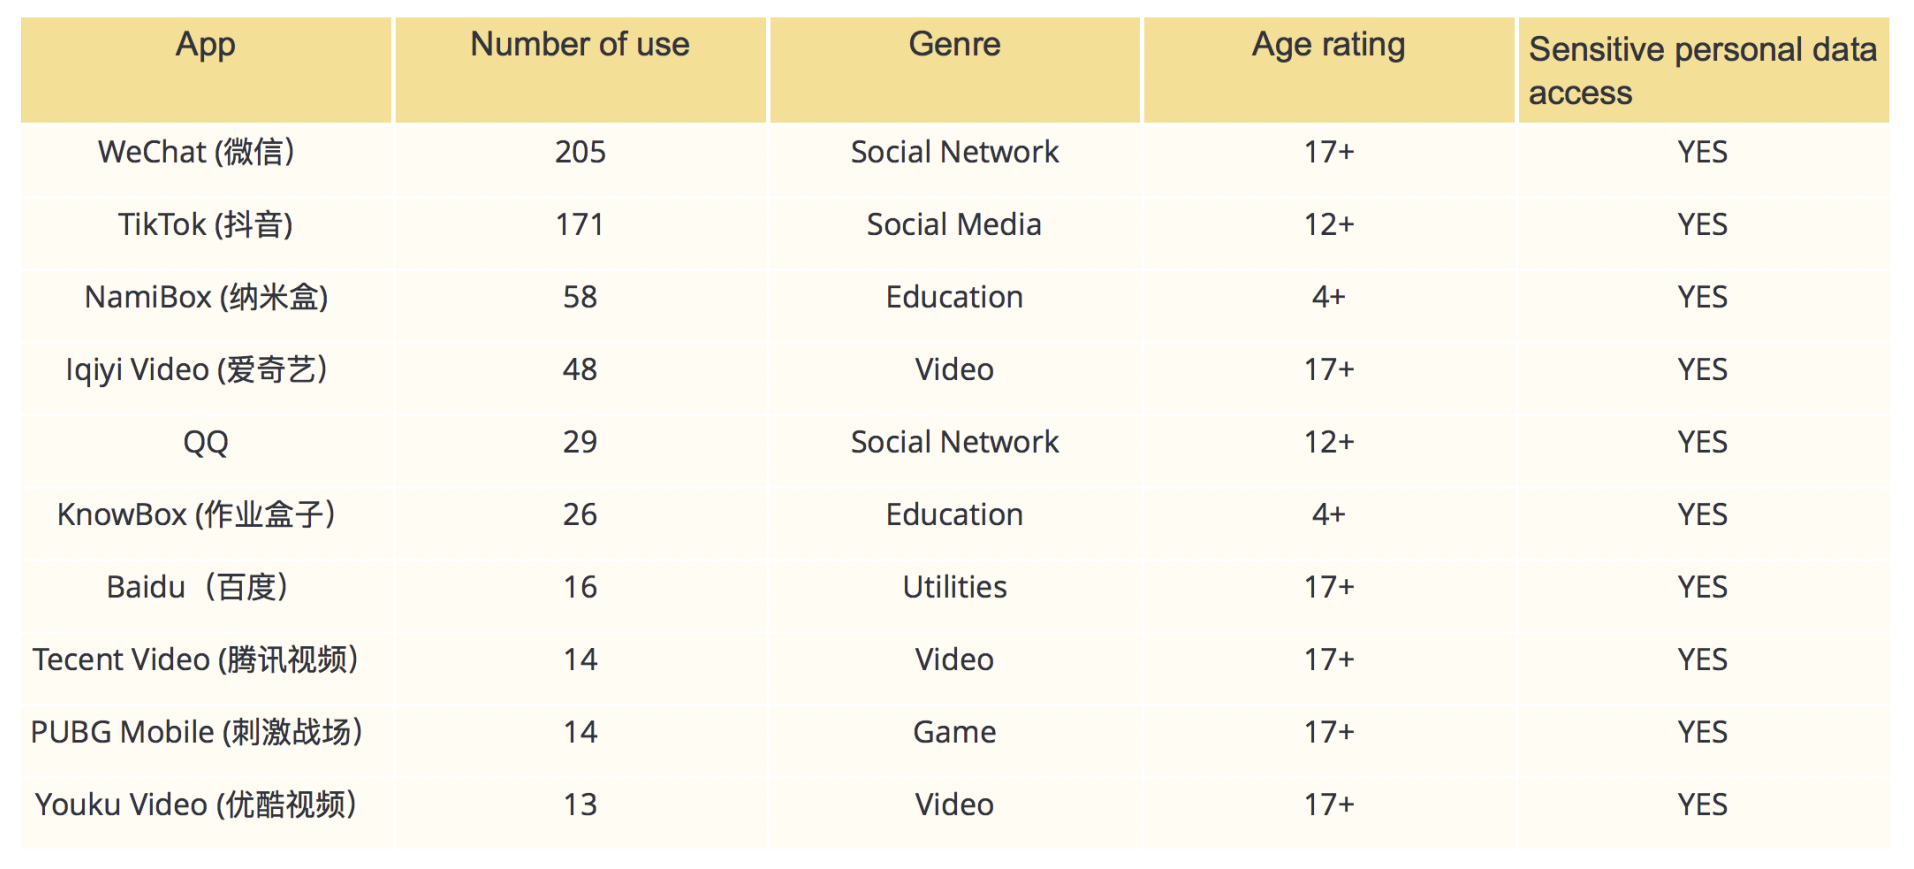 App Number of use Genre Age rating Sensitive personal data
access
WeChat (微信） 205 Social Network 17+ YES
TikTok (抖音) 171 Social Media 12+ YES
NamiBox (纳米盒) 58 Education 4+ YES
Iqiyi Video (爱奇艺） 48 Video 17+ YES
QQ 29 Social Network 12+ YES
KnowBox (作业盒子） 26 Education 4+ YES
Baidu（百度） 16 Utilities 17+ YES
Tecent Video (腾讯视频） 14 Video 17+ YES
PUBG Mobile (刺激战场） 14 Game 17+ YES
Youku Video (优酷视频） 13 Video 17+ YES